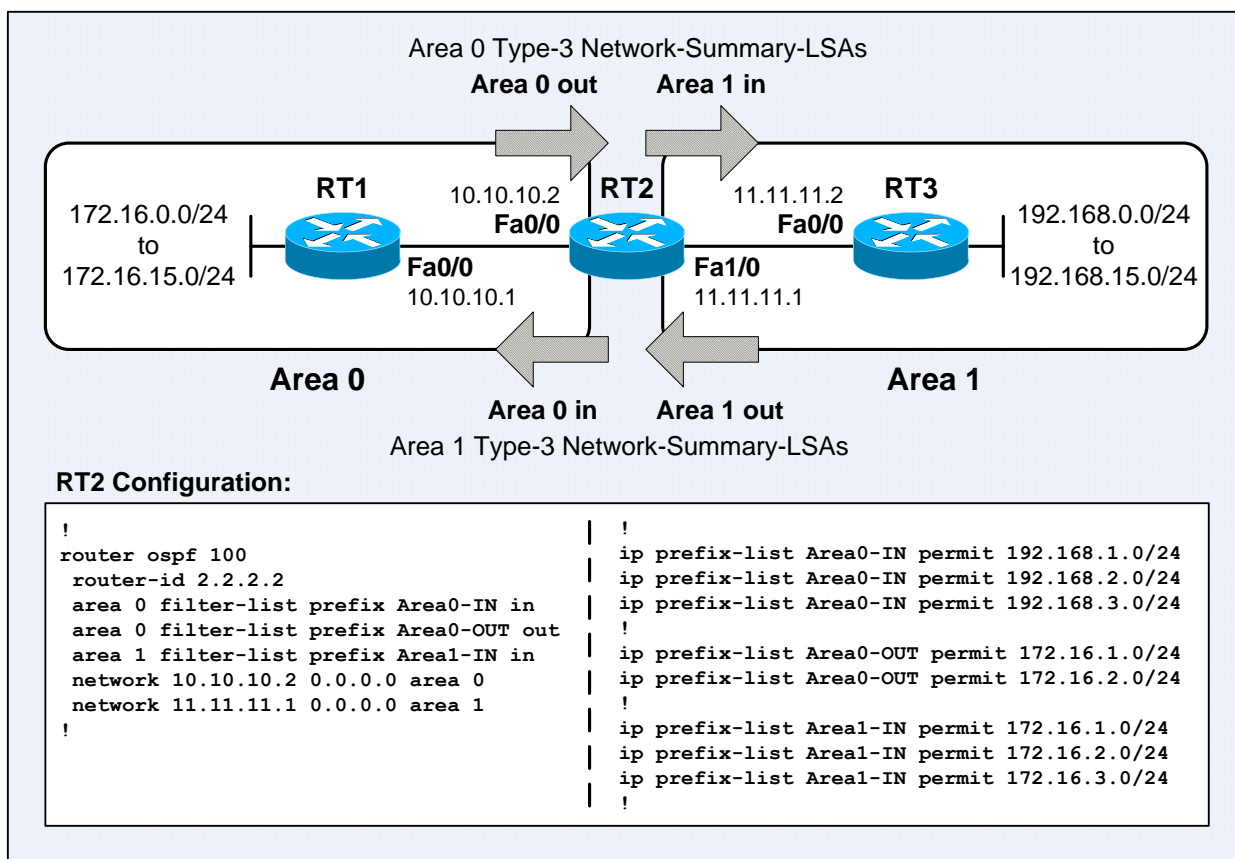 Area 0 Type-3 Network-Summary-LSAs
Area 0 out
Area 1 in
RT1
10.10.10.2
Fa0/0
RT2
11.11.11.2
Fa0/0
RT3
172.16.0.0/24
to
172.16.15.0/24
Fa0/0
10.10.10.1
Fa1/0
11.11.11.1
192.168.0.0/24
to
192.168.15.0/24
Area 0
Area 1
Area 0 in
Area 1 out
Area 1 Type-3 Network-Summary-LSAs
RT2 Configuration:
!
router ospf 100
router-id 2.2.2.2
area 0 filter-list prefix Area0-IN in
area 0 filter-list prefix Area0-OUT out
area 1 filter-list prefix Area1-IN in
network 10.10.10.2 0.0.0.0 area 0
network 11.11.11.1 0.0.0.0 area 1
!
!
ip prefix-list Area0-IN permit 192.168.1.0/24
ip prefix-list Area0-IN permit 192.168.2.0/24
ip prefix-list Area0-IN permit 192.168.3.0/24
!
ip prefix-list Area0-OUT permit 172.16.1.0/24
ip prefix-list Area0-OUT permit 172.16.2.0/24
!
ip prefix-list Area1-IN permit 172.16.1.0/24
ip prefix-list Area1-IN permit 172.16.2.0/24
ip prefix-list Area1-IN permit 172.16.3.0/24
!